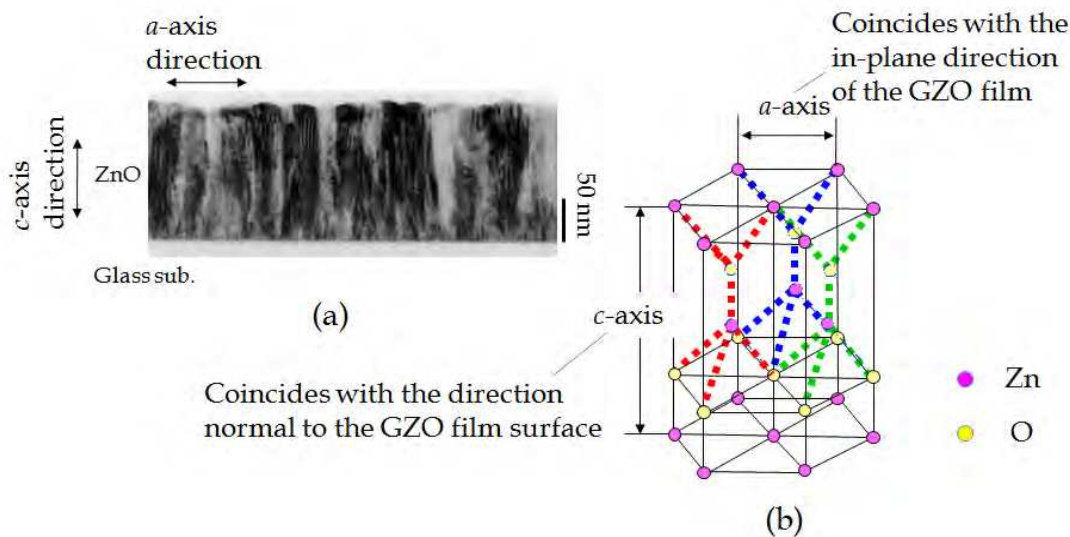 a-axis
direction
c-axis
direction
ZnO
50 nm
Glass sub.
(a)
Coincides with the
in-plane direction
of the GZO film
a-axis
c-axis
Coincides with the direction
normal to the GZO film surface
Zn
O
(b)